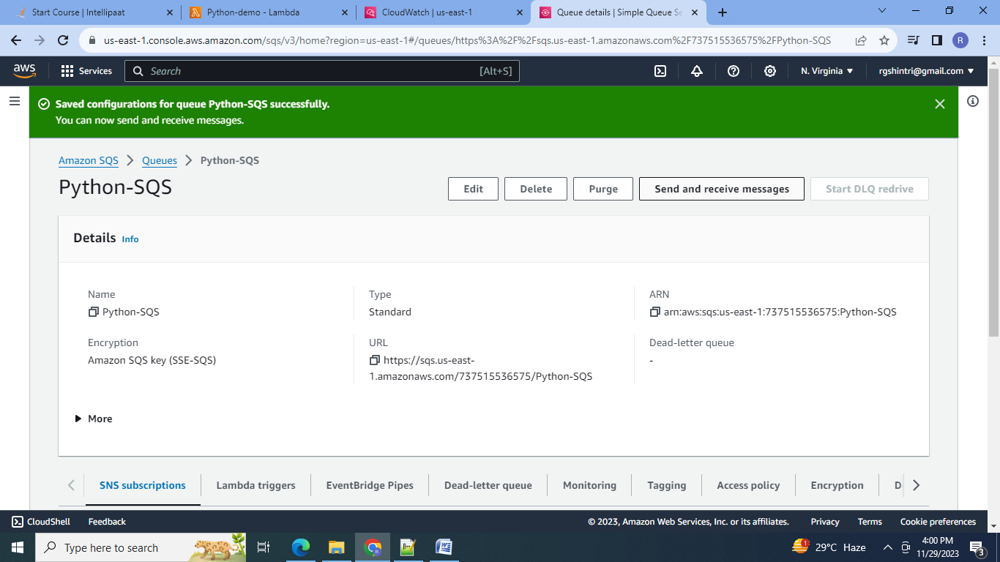 Start Course | Intellipaat
Python-demo - Lambda
CloudWatch | us-east-1
Queue details | Simple Queue Se
us-east-1.console.aws.amazon.com/sqs/v3/home?region=us-east-1#/queues/https%3A%2F%2Fsqs.us-east-1.amazonaws.com%2F737515536575%2FPython-SQS
R
aws
Services
Search
[Alt+S]
N. Virginia
rgshintri@gmail.com
Saved configurations for queue Python-SQS successfully.
You can now send and receive messages.
Amazon SQS
Queues
Python-SQS
Python-SQS
Edit
Delete
Purge
Send and receive messages
Start DLQ redrive
Details Info
Name
Python-SQS
Type
Standard
ARN
arn:aws:sqs:us-east-1:737515536575:Python-SQS
Encryption
Amazon SQS key (SSE-SQS)
URL
https://sqs.us-east-
1.amazonaws.com/737515536575/Python-SQS
Dead-letter queue
-
More
SNS subscriptions
Lambda triggers
EventBridge Pipes
Dead-letter queue
Monitoring
Tagging
Access policy
Encryption
D
CloudShell
Feedback
© 2023, Amazon Web Services, Inc. or its affiliates.
Privacy
Terms
Cookie preferences
Type here to search
1
29°C Haze
4:00 PM
11/29/2023
3